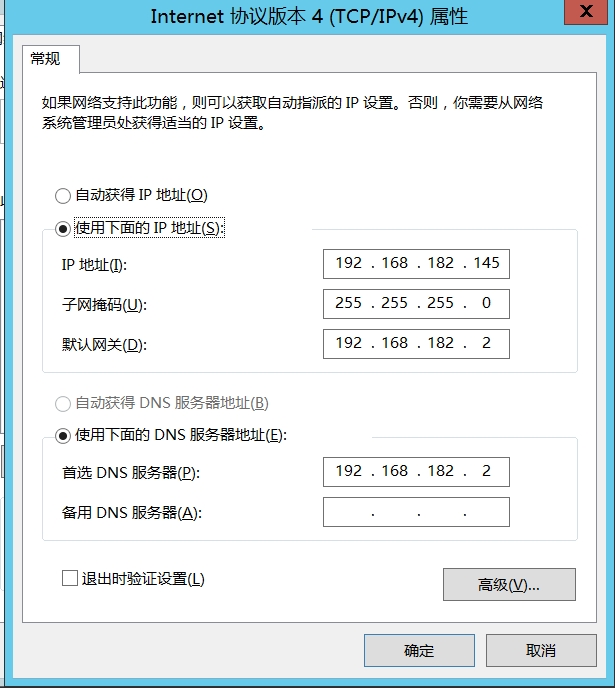 Internet 协议版本 4 (TCP/IPv4) 属性
X
常规
如果网络支持此功能，则可以获取自动指派的 IP 设置。否则，你需要从网络
系统管理员处获得适当的 IP 设置。
自动获得 IP 地址(O)
使用下面的 IP 地址(S):
IP 地址(I): 192 . 168 . 182 . 145
子网掩码(U): 255 . 255 . 255 . 0
默认网关(D): 192 . 168 . 182 . 2
自动获得 DNS 服务器地址(B)
使用下面的 DNS 服务器地址(E):
首选 DNS 服务器(P): 192 . 168 . 182 . 2
备用 DNS 服务器(A): . . .
退出时验证设置(L)
高级(V)...
确定 取消